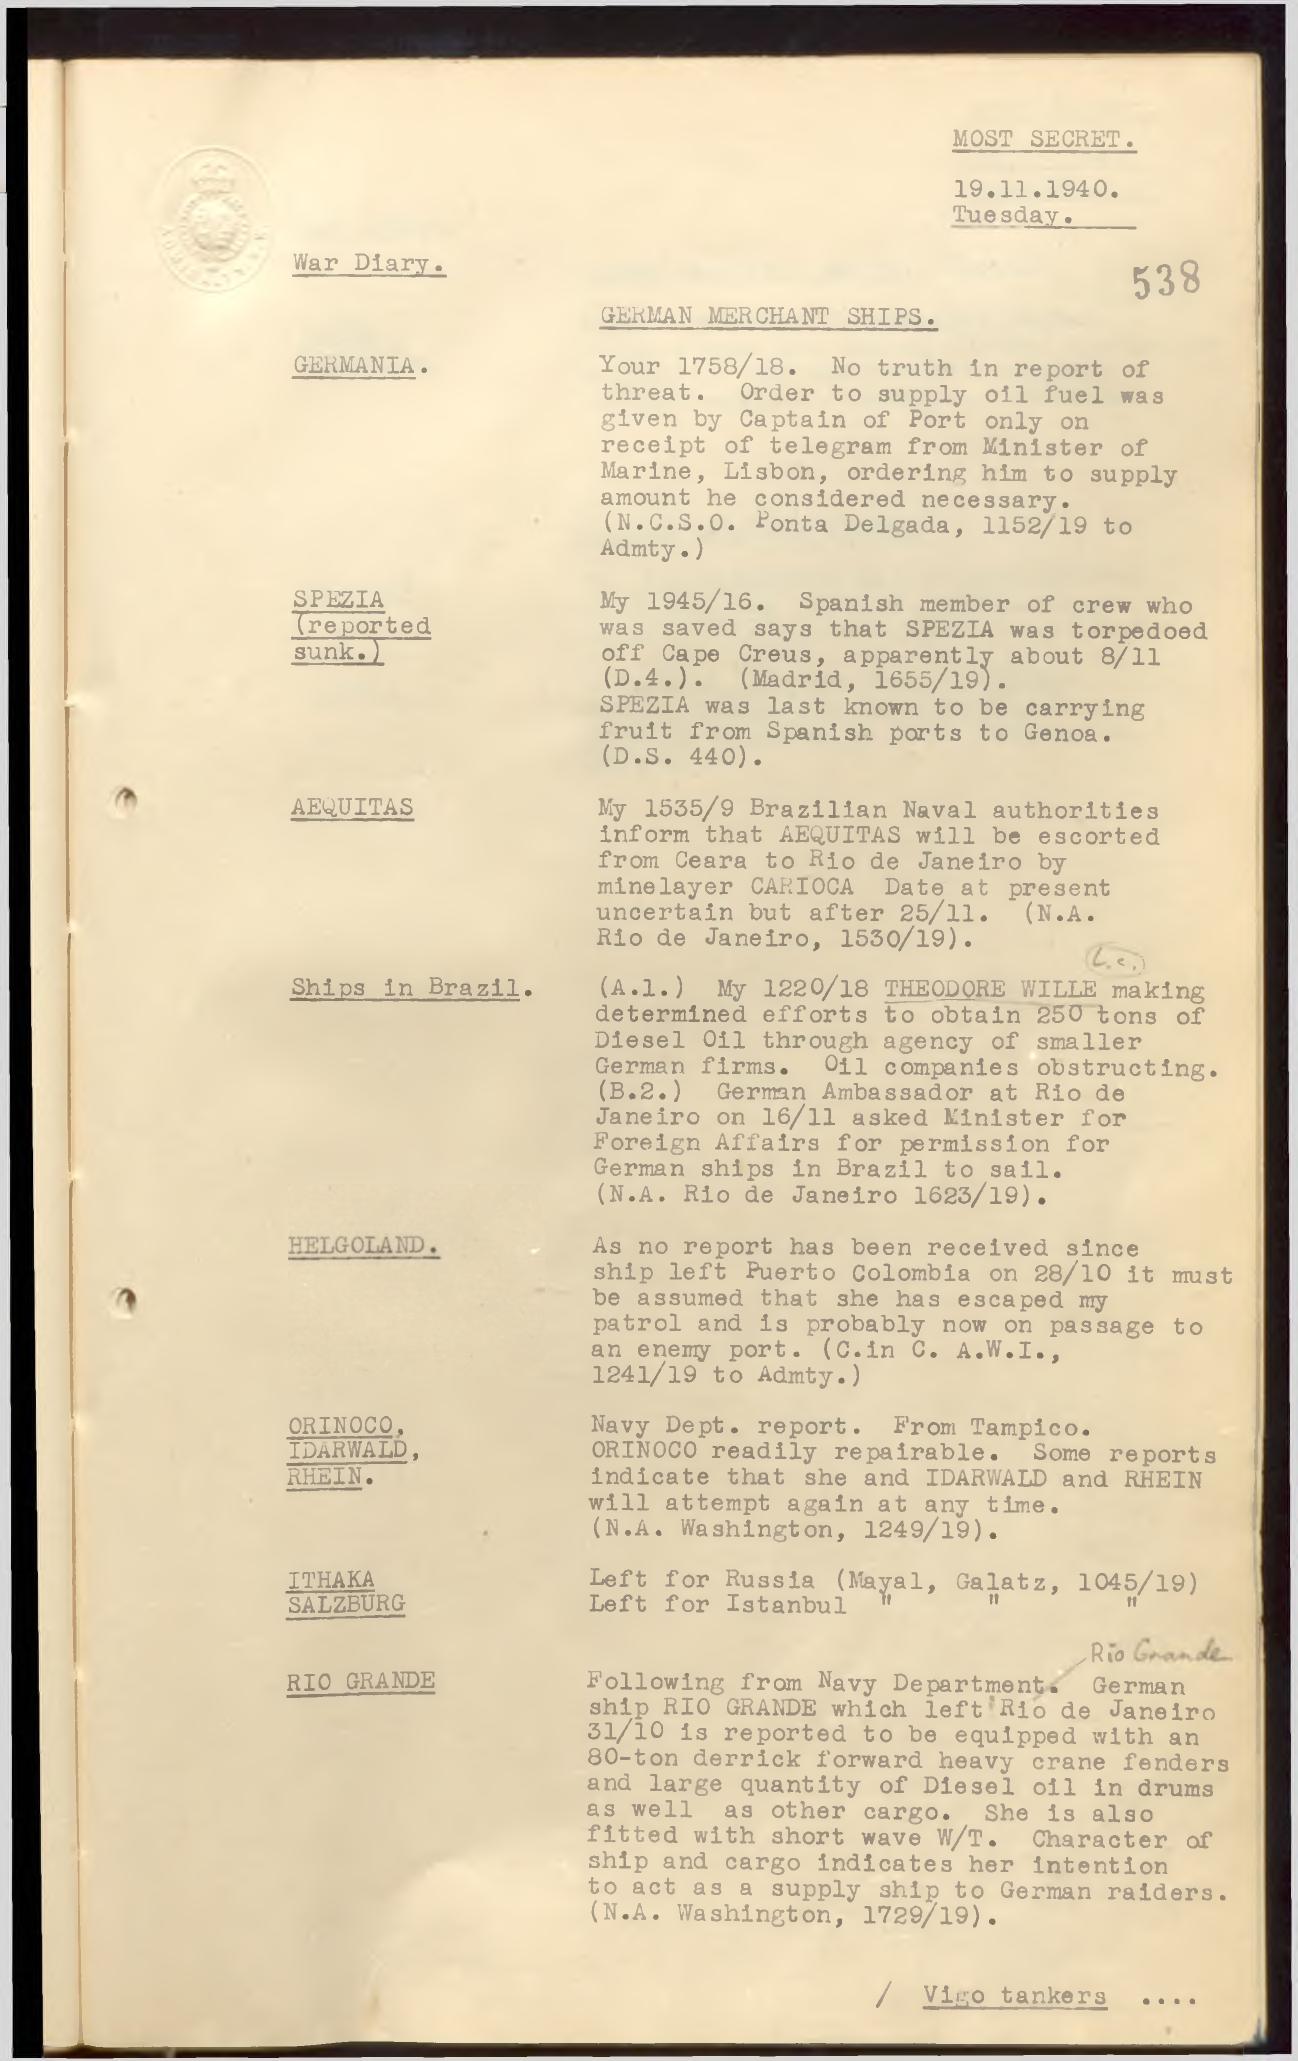 MOST SECRET.
19.11.1940.
Tuesday.
War Diary.
538
GERMAN MERCHANT SHIPS.
GERMANIA.
Your 1758/18. No truth in report of
threat. Order to supply oil fuel was
given by Captain of Port only on
receipt of telegram from Minister of
Marine, Lisbon, ordering him to supply
amount he considered necessary.
(N.C.S.O. Ponta Delgada, 1152/19 to
Admty.)
SPEZIA
(reported
sunk.)
My 1945/16. Spanish member of crew who
was saved says that SPEZIA was torpedoed
off Cape Creus, apparently about 8/11
(D.4.). (Madrid, 1655/19).
SPEZIA was last known to be carrying
fruit from Spanish ports to Genoa.
(D.S. 440).
AEQUITAS
My 1535/9 Brazilian Naval authorities
inform that AEQUITAS will be escorted
from Ceara to Rio de Janeiro by
minelayer CARIOCA Date at present
uncertain but after 25/11. (N.A.
Rio de Janeiro, 1530/19).
Ships in Brazil.
(A.1.) My 1220/18 THEODORE WILLE making
determined efforts to obtain 250 tons of
Diesel Oil through agency of smaller
German firms. Oil companies obstructing.
(B.2.) German Ambassador at Rio de
Janeiro on 16/11 asked Minister for
Foreign Affairs for permission for
German ships in Brazil to sail.
(N.A. Rio de Janeiro 1623/19).
HELGOLAND.
As no report has been received since
ship left Puerto Colombia on 28/10 it must
be assumed that she has escaped my
patrol and is probably now on passage to
an enemy port. (C.in C. A.W.I.,
1241/19 to Admty.)
ORINOCO,
IDARWALD,
RHEIN.
Navy Dept. report. From Tampico.
ORINOCO readily repairable. Some reports
indicate that she and IDARWALD and RHEIN
will attempt again at any time.
(N.A. Washington, 1249/19).
ITHAKA
SALZBURG
Left for Russia (Mayal, Galatz, 1045/19)
Left for Istanbul " " "
Rio Grande
RIO GRANDE
Following from Navy Department. German
ship RIO GRANDE which left Rio de Janeiro
31/10 is reported to be equipped with an
80-ton derrick forward heavy crane fenders
and large quantity of Diesel oil in drums
as well as other cargo. She is also
fitted with short wave W/T. Character of
ship and cargo indicates her intention
to act as a supply ship to German raiders.
(N.A. Washington, 1729/19).
/ Vigo tankers ....